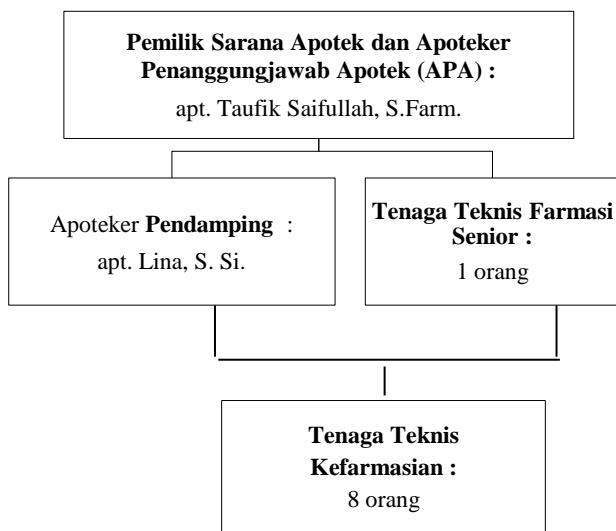 Pemilik Sarana Apotek dan Apoteker
Penanggungjawab Apotek (APA) :
apt. Taufik Saifullah, S.Farm.
Apoteker Pendamping :
apt. Lina, S. Si.
Tenaga Teknis Farmasi
Senior :
1 orang
Tenaga Teknis
Kefarmasian :
8 orang